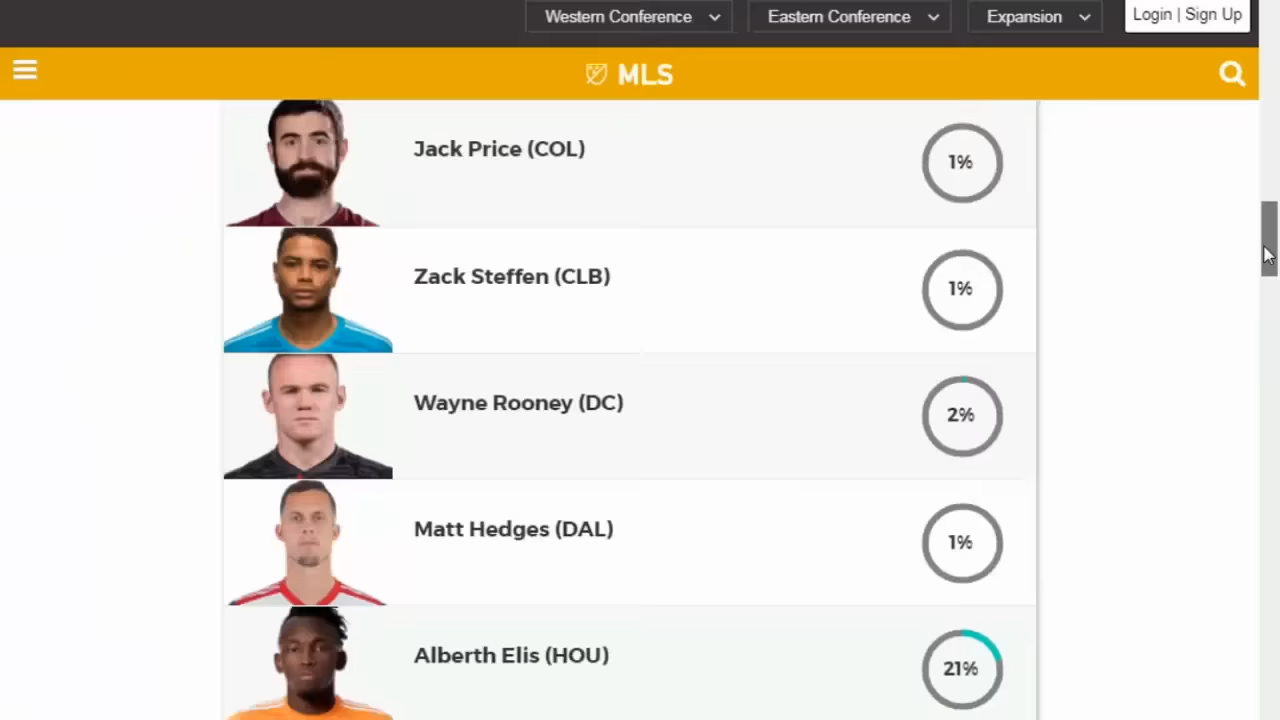 Western Conference Eastern Conference Expansion Login | Sign Up
MLS
Jack Price (COL) 1%
Zack Steffen (CLB) 1%
Wayne Rooney (DC) 2%
Matt Hedges (DAL) 1%
Alberth Elis (HOU) 21%